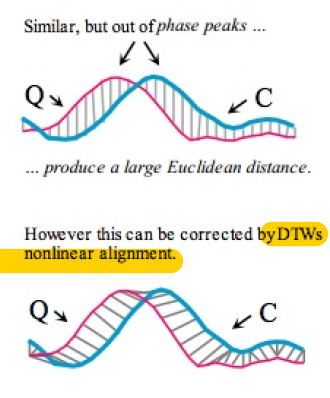 Similar, but out of phase peaks ...
Q
C
... produce a large Euclidean distance.
However this can be corrected by DTWs
nonlinear alignment.
Q
C